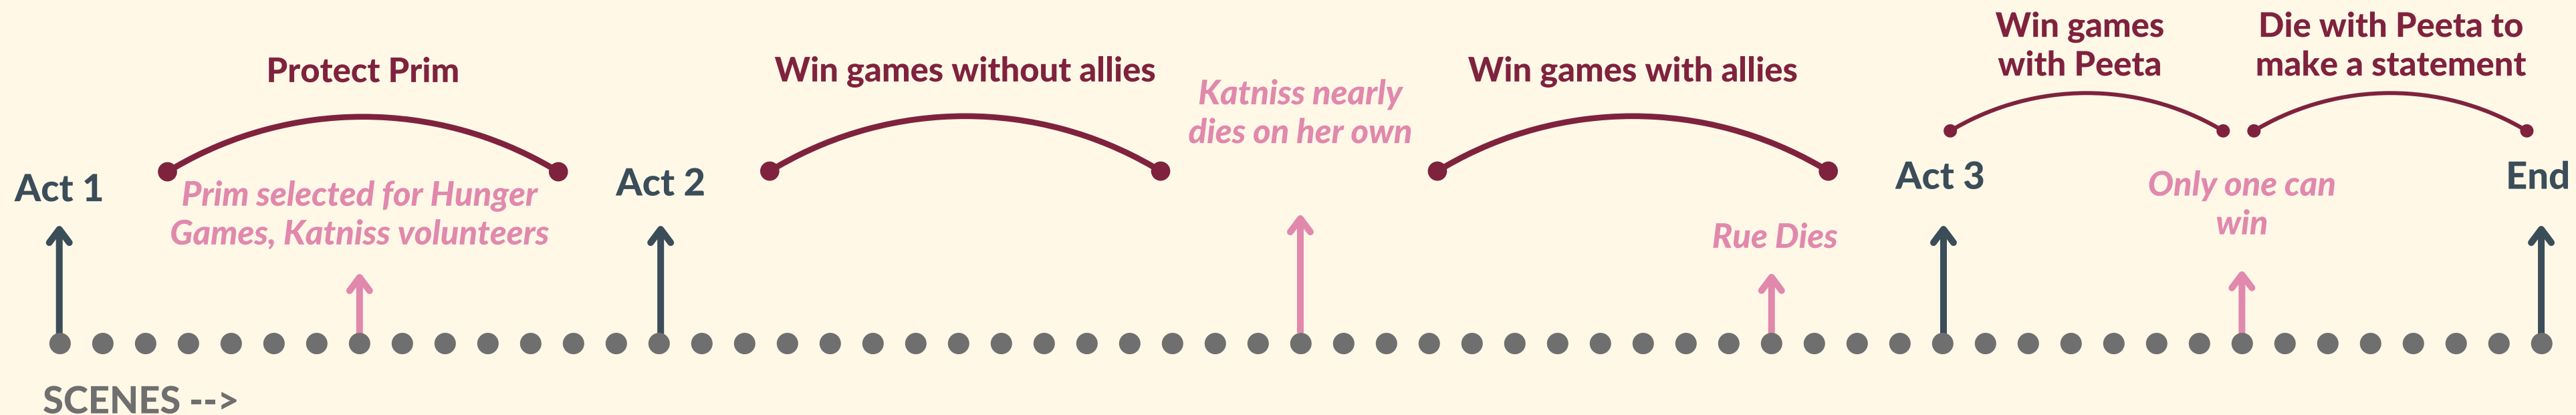 Protect Prim
Win games without allies
Katniss nearly
dies on her own
Win games with allies
Win games
with Peeta
Die with Peeta to
make a statement
Act 1
Prim selected for Hunger
Games, Katniss volunteers
Act 2
Rue Dies
Act 3
Only one can
win
End
SCENES -->